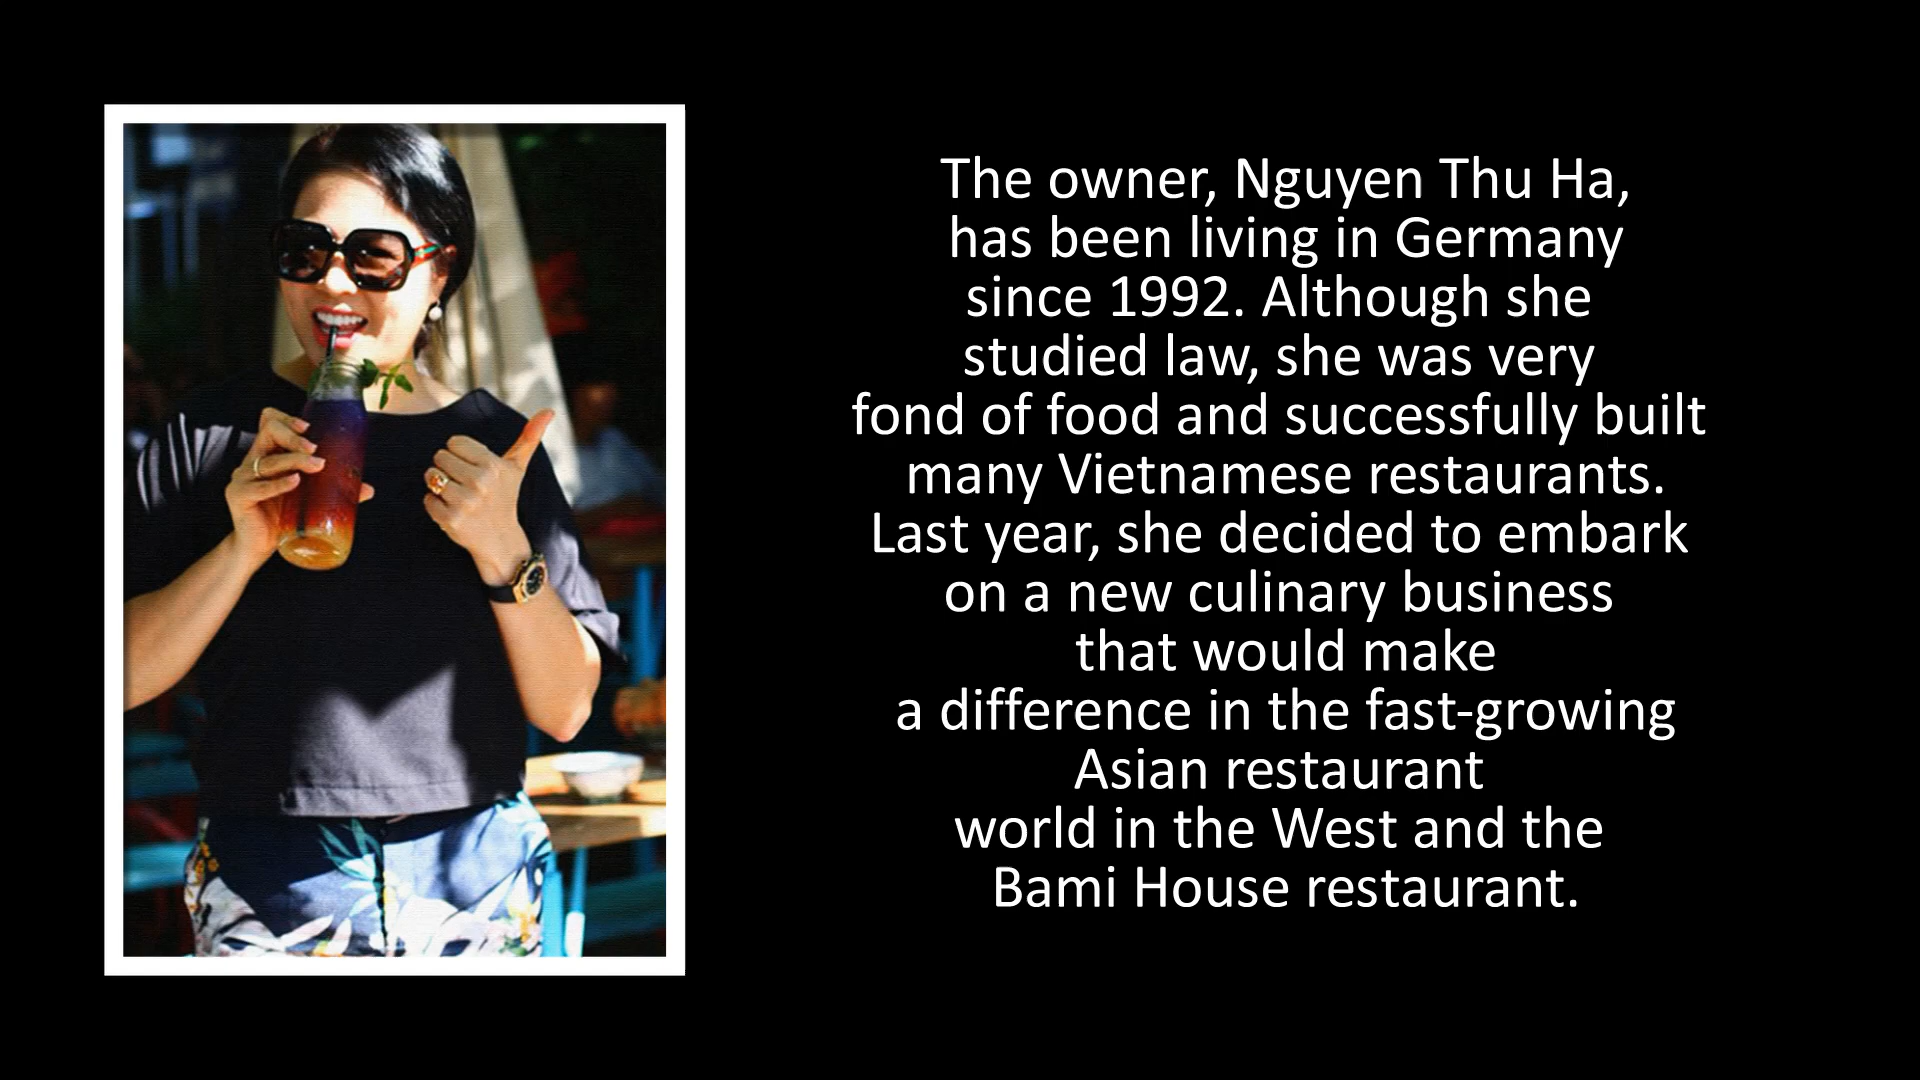 The owner, Nguyen Thu Ha,
has been living in Germany
since 1992. Although she
studied law, she was very
fond of food and successfully built
many Vietnamese restaurants.
Last year, she decided to embark
on a new culinary business
that would make
a difference in the fast-growing
Asian restaurant
world in the West and the
Bami House restaurant.